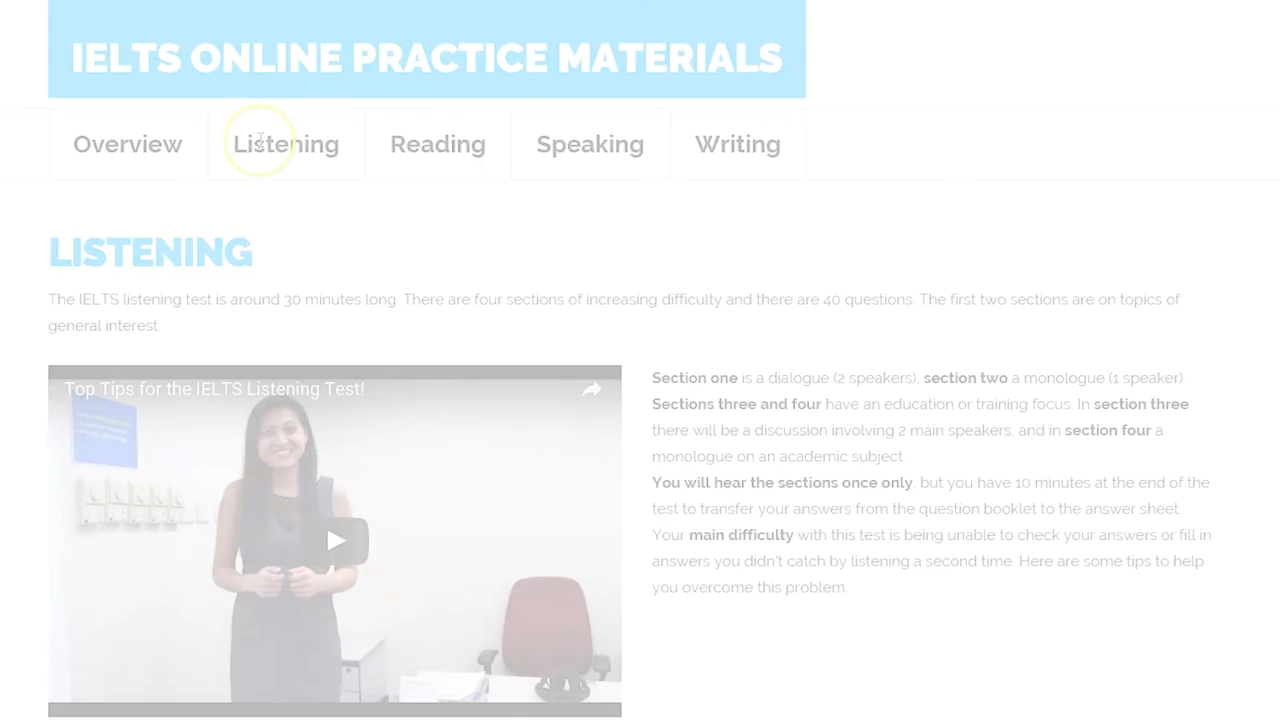 IELTS ONLINE PRACTICE MATERIALS
Overview Listening Reading Speaking Writing
LISTENING
The IELTS listening test is around 30 minutes long. There are four sections of increasing difficulty and there are 40 questions. The first two sections are on topics of
general interest.
Top Tips for the IELTS Listening Test!
Section one is a dialogue (2 speakers), section two a monologue (1 speaker).
Sections three and four have an education or training focus. In section three
there will be a discussion involving 2 main speakers, and in section four a
monologue on an academic subject.
You will hear the sections once only, but you have 10 minutes at the end of the
test to transfer your answers from the question booklet to the answer sheet.
Your main difficulty with this test is being unable to check your answers or fill in
answers you didn't catch by listening a second time. Here are some tips to help
you overcome this problem.